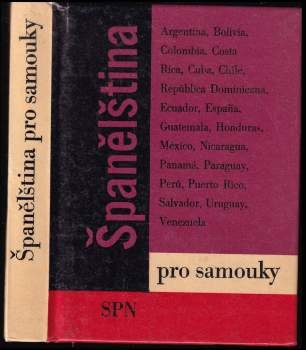 Španělština pro samouky
Španělština
Argentina, Bolivia,
Colombia, Costa
Rica, Cuba, Chile,
República Dominicana,
Ecuador, España,
Guatemala, Honduras,
México, Nicaragua,
Panamá, Paraguay,
Perú, Puerto Rico,
Salvador, Uruguay,
Venezuela
pro samouky
SPN